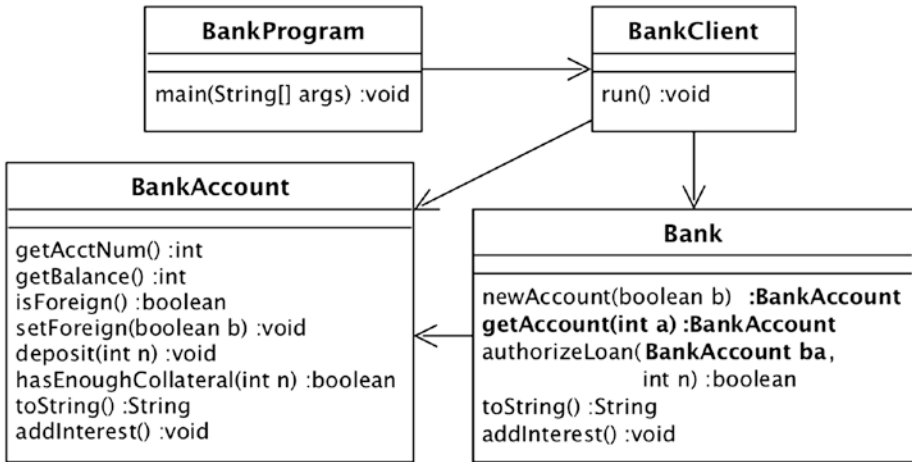 BankProgram
main(String[] args) :void
BankClient
run() :void
BankAccount
getAcctNum() :int
getBalance() :int
isForeign() :boolean
setForeign(boolean b) :void
deposit(int n) :void
hasEnoughCollateral(int n) :boolean
toString() :String
addInterest() :void
Bank
newAccount(boolean b) :BankAccount
getAccount(int a) :BankAccount
authorizeLoan( BankAccount ba,
int n) :boolean
toString() :String
addInterest() :void